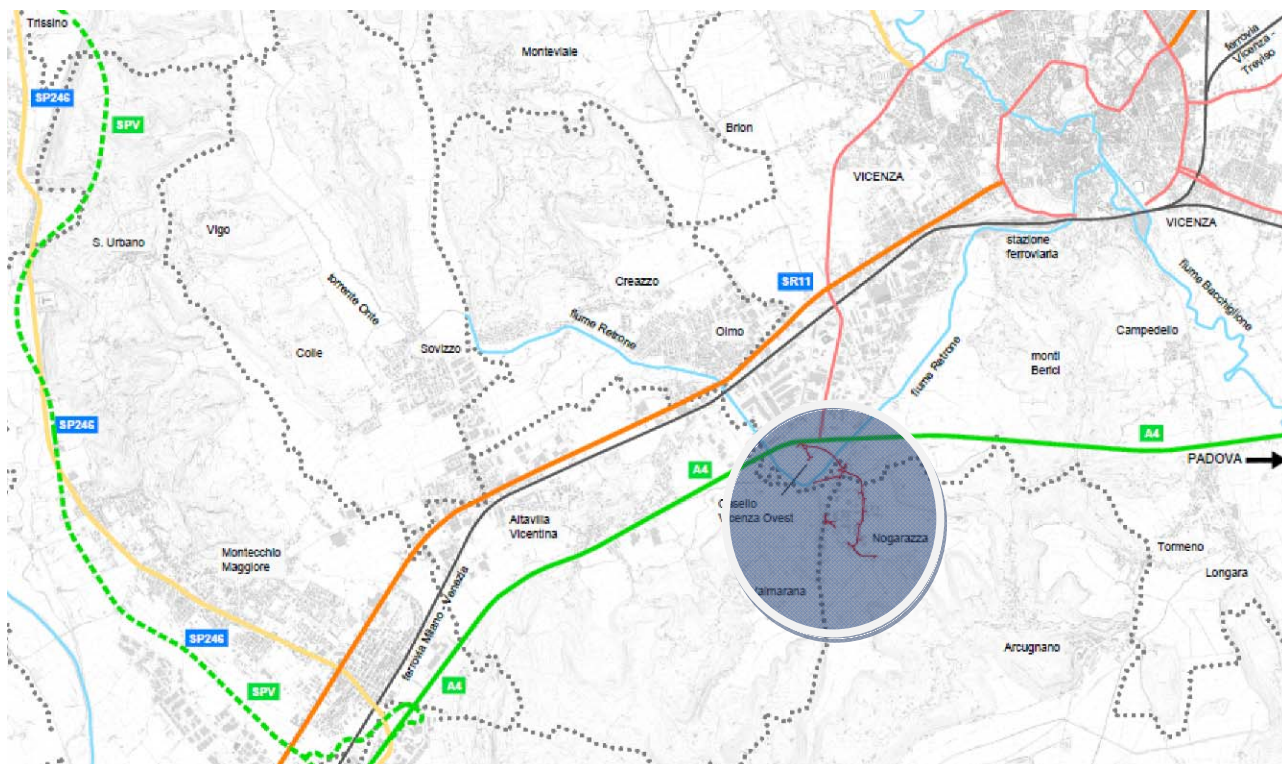 Trissino
Monteviale
ferrovia
Vicenza -
Treviso
SP246
SPV
Brion
VICENZA
S. Urbano
Vigo
VICENZA
stazione
ferroviaria
torrente Onte
Creazzo
SR11
fiume Bacchiglione
fiume Retrone
Olmo
Campedello
Colle
Sovizzo
fiume Retrone
monti
Berici
SP246
A4
A4
PADOVA
Altavilla
Vicentina
Casello
Vicenza Ovest
Nogarazza
Montecchio
Maggiore
Tormeno
Longara
ferrovia Milano - Venezia
Valmarana
SP246
Arcugnano
SPV
A4